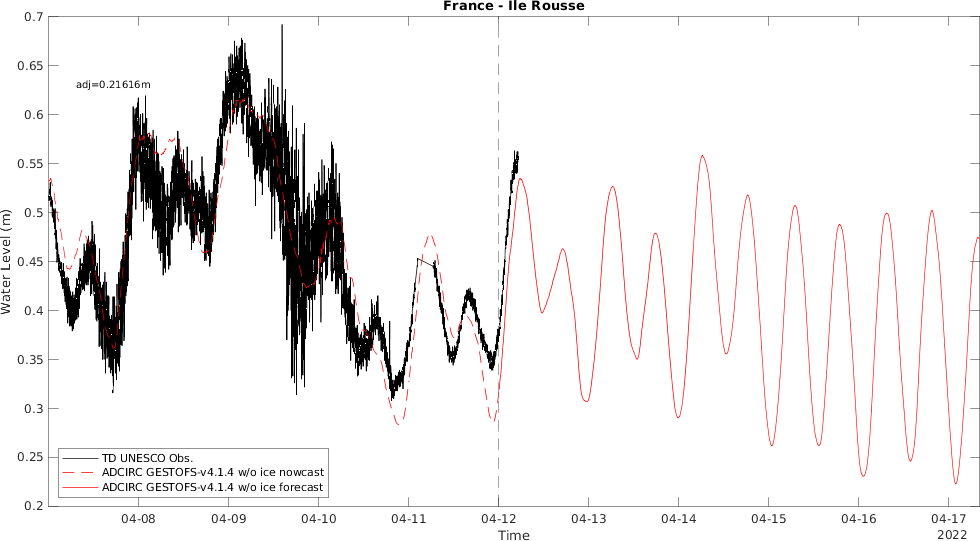 France - Ile Rousse
0.7
0.65
0.6
0.55
0.5
0.45
0.4
0.35
0.3
0.25
0.2
Water Level (m)
adj=0.21616m
TD UNESCO Obs.
ADCIRC GESTOFS-v4.1.4 w/o ice nowcast
ADCIRC GESTOFS-v4.1.4 w/o ice forecast
04-08 04-09 04-10 04-11 04-12 04-13 04-14 04-15 04-16 04-17
Time
2022